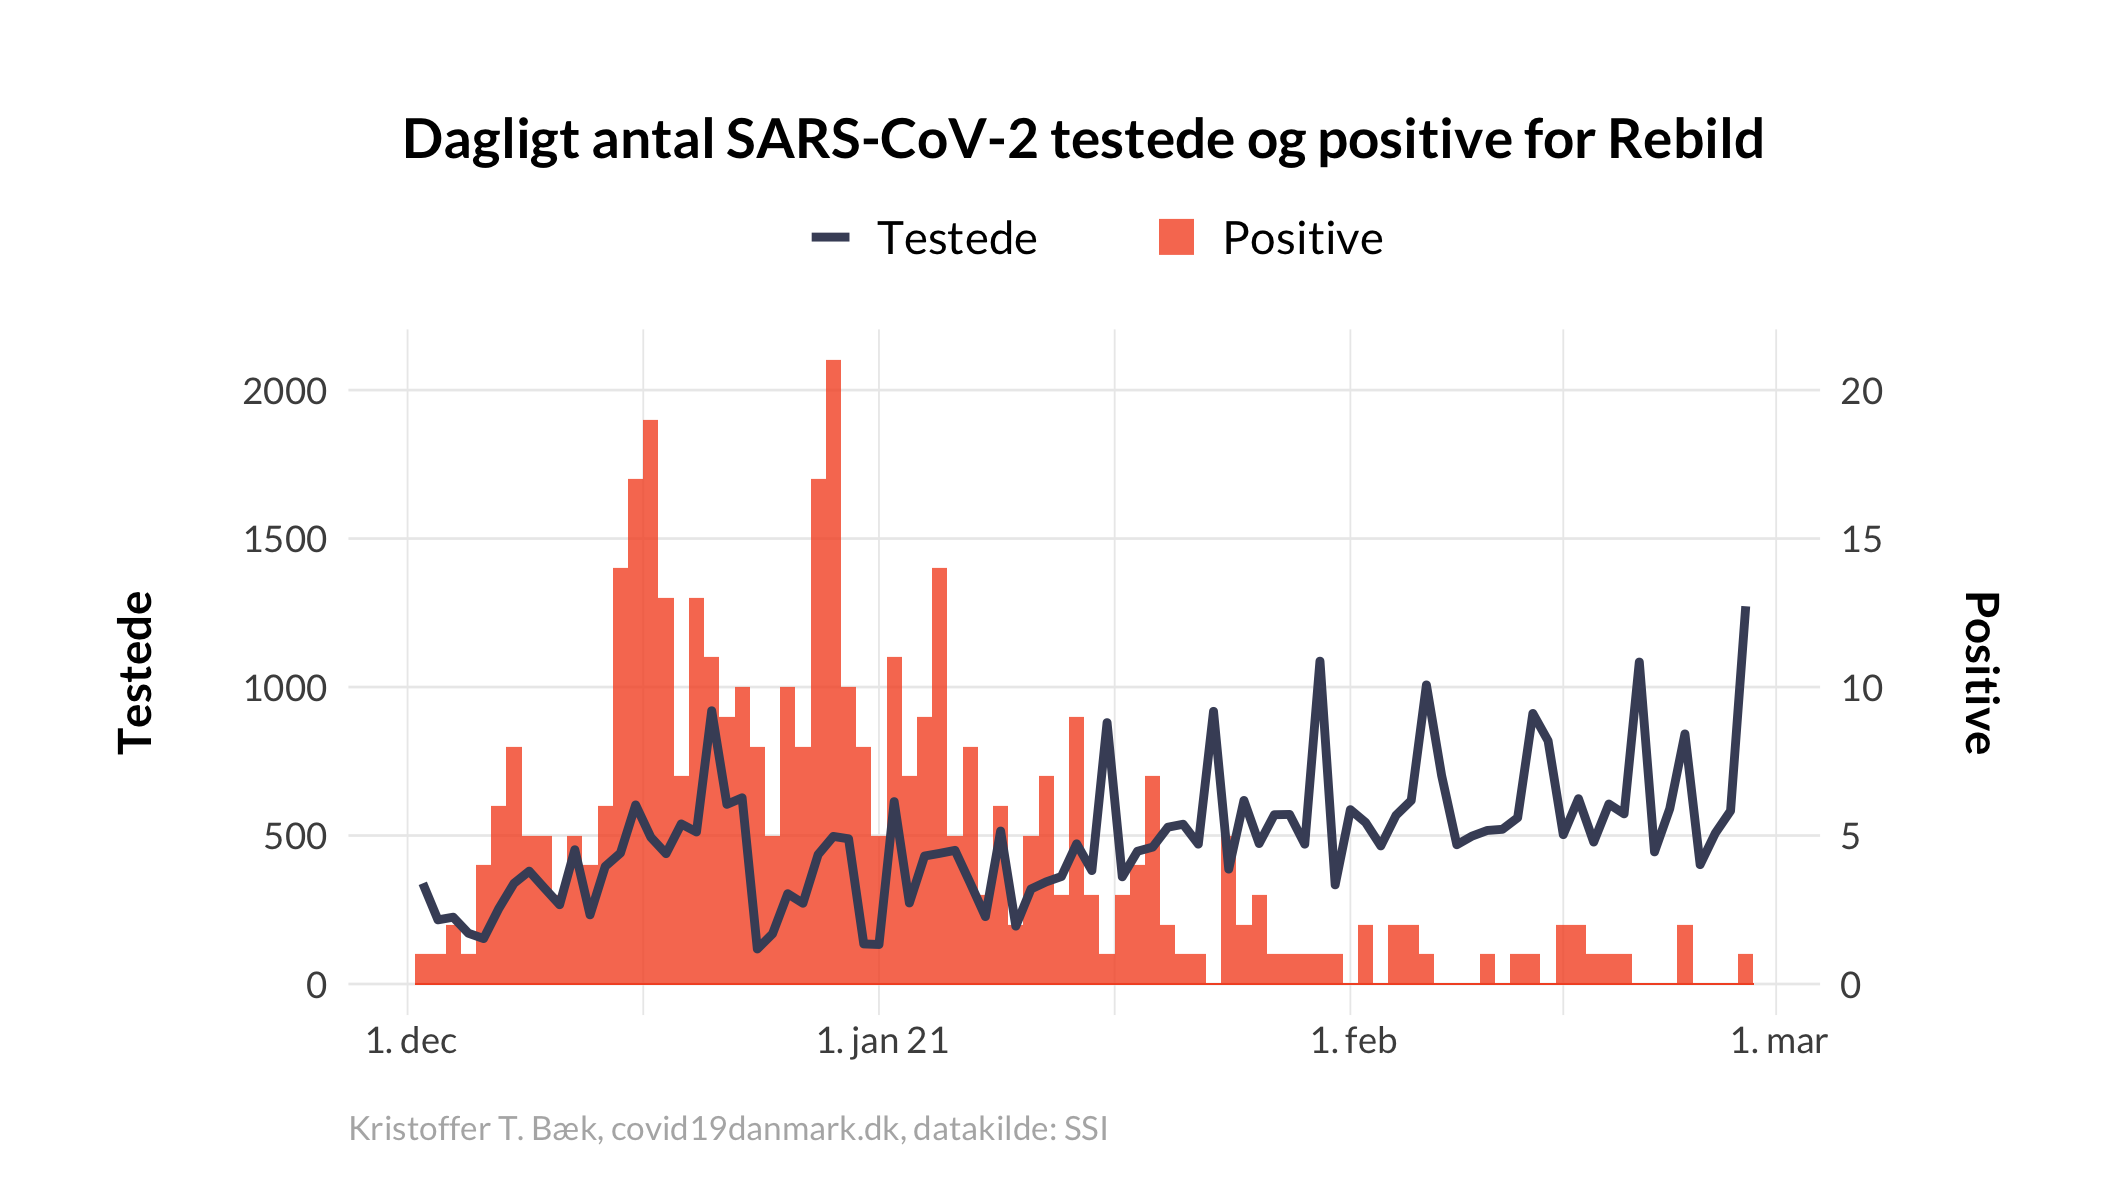 Dagligt antal SARS-CoV-2 testede og positive for Rebild
Testede
Positive
2000
1500
1000
500
0
20
15
10
5
0
Testede
Positive
1. dec
1. jan 21
1. feb
1. mar
Kristoffer T. Bæk, covid19danmark.dk, datakilde: SSI